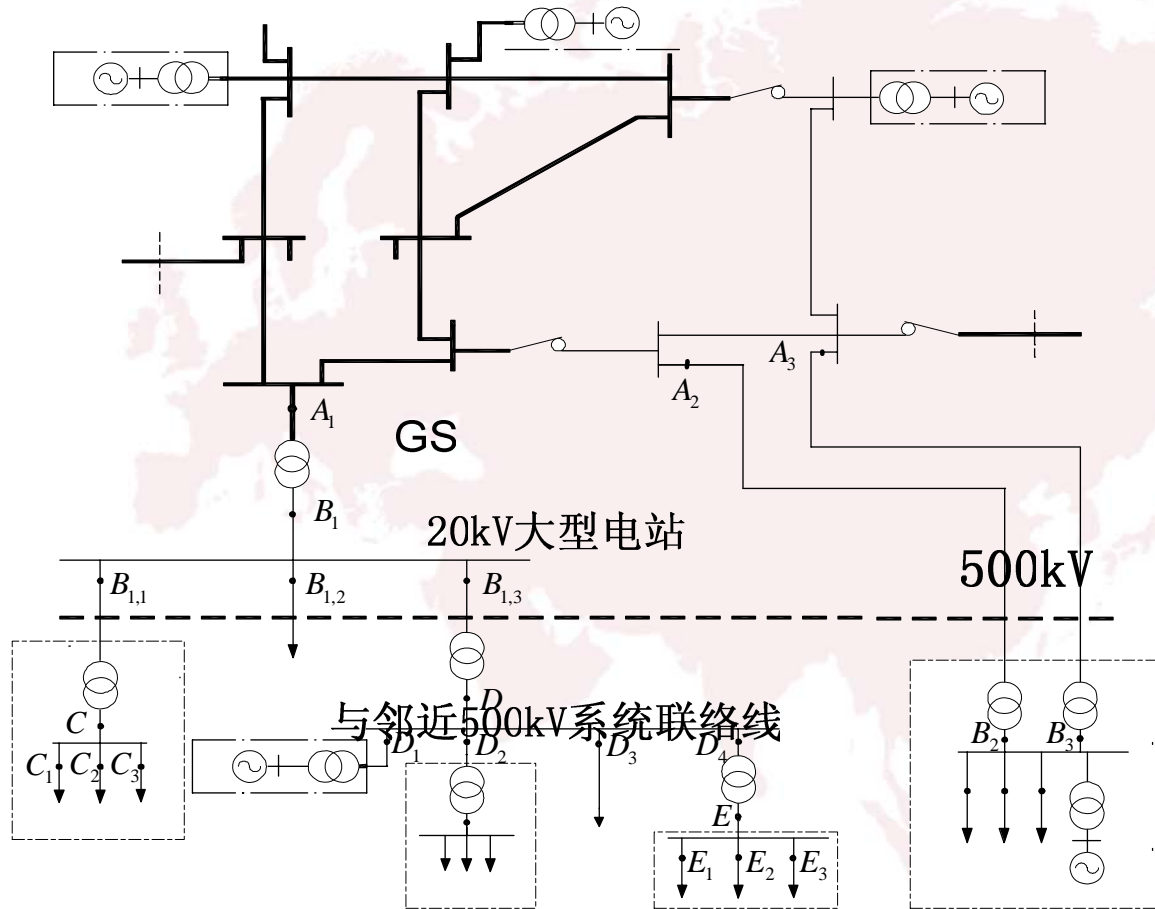 A₃
A₂
A₁
GS
B₁
20kV大型电站
500kV
B₁,₁
B₁,₂
B₁,₃
D
与邻近500kV系统联络线
C
D₁
D₂
D₃
D₄
B₂
B₃
C₁
C₂
C₃
E
E₁
E₂
E₃